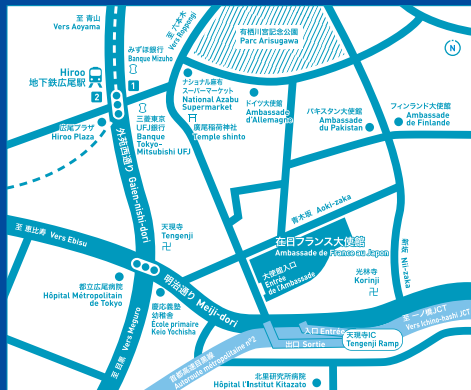 至 青山
Vers Aoyama
至 六本木
Vers Roppongi
有栖川宮記念公園
Parc Arisugawa
N
みずほ銀行
Banque Mizuho
Hiroo
地下鉄広尾駅
1
2
ナショナル麻布
スーパーマーケット
National Azabu
Supermarket
ドイツ大使館
Ambassade
d'Allemagne
パキスタン大使館
Ambassade
du Pakistan
フィンランド大使館
Ambassade
de Finlande
広尾プラザ
Hiroo Plaza
三菱東京
UFJ銀行
Banque
Tokyo-
Mitsubishi UFJ
廣尾稲荷神社
Temple shinto
外苑西通り Gaien-nishi-dori
青木坂 Aoki-zaka
至 恵比寿 Vers Ebisu
天現寺
Tengenji
卍
在日フランス大使館
Ambassade de France au Japon
大使館入口
Entrée
de l'Ambassade
新坂 Nii-zaka
光林寺
Korinji
卍
都立広尾病院
Hôpital Métropolitain
de Tokyo
慶応義塾
幼稚舎
École primaire
Keio Yochisha
明治通り Meiji-dori
至 目黒 Vers Meguro
至 一ノ橋JCT
Vers Ichino-hashi JCT
入口 Entrée
出口 Sortie
天現寺IC
Tengenji Ramp
首都高速目黒線
Autoroute métropolitaine n°2
北里研究所病院
Hôpital L'Institut Kitazato